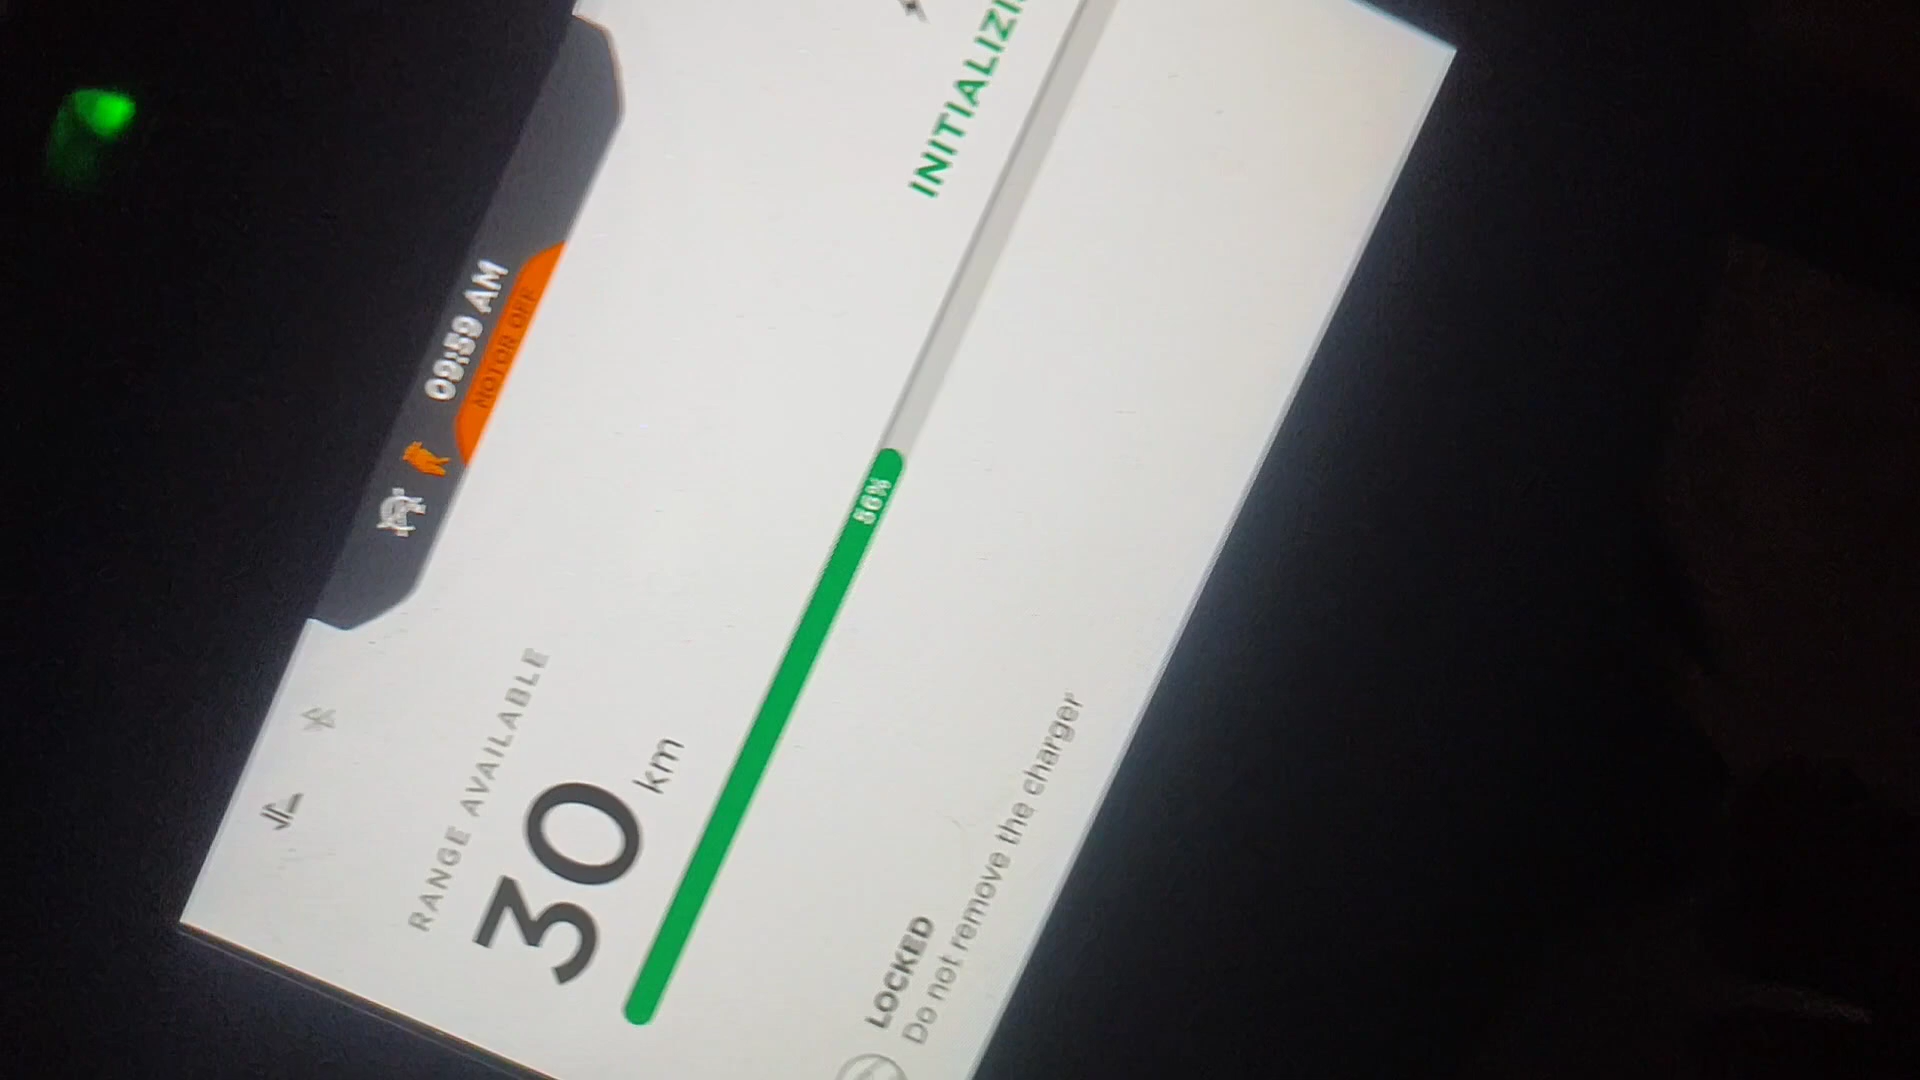 09:59 AM
MOTOR OFF
RANGE AVAILABLE
30 km
56%
LOCKED
Do not remove the charger